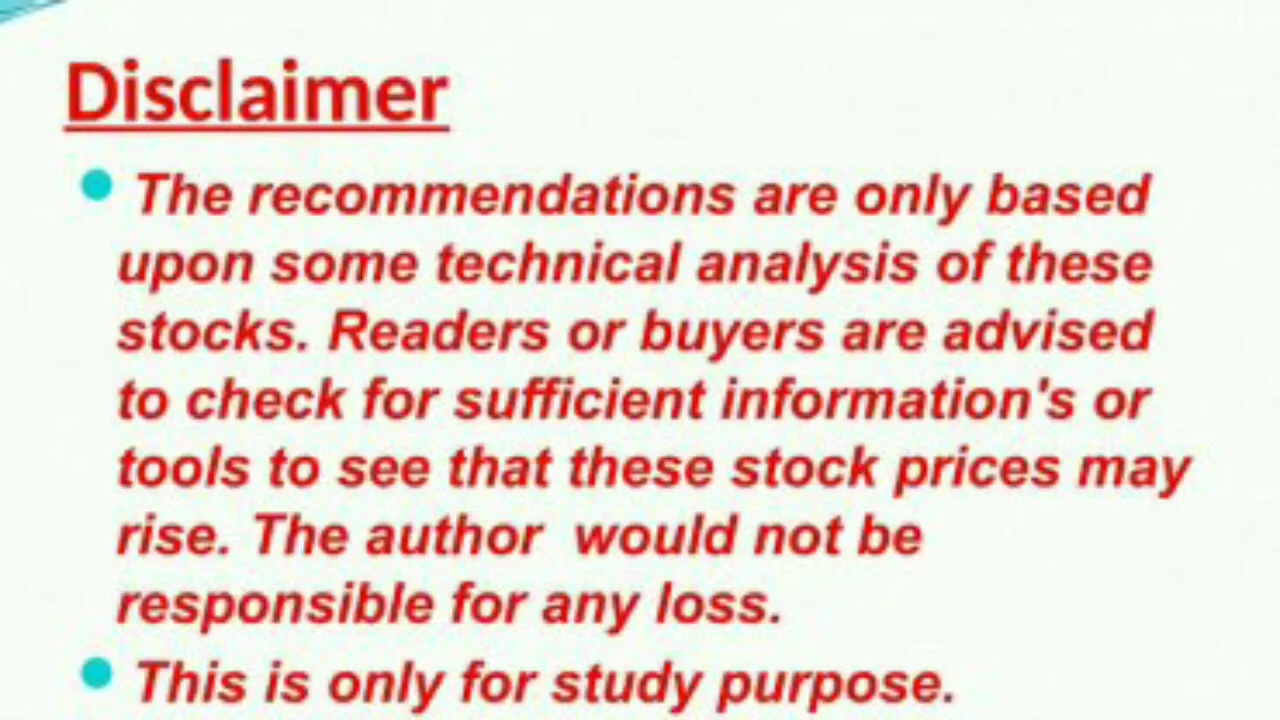 Disclaimer
The recommendations are only based
upon some technical analysis of these
stocks. Readers or buyers are advised
to check for sufficient information's or
tools to see that these stock prices may
rise. The author would not be
responsible for any loss.
This is only for study purpose.